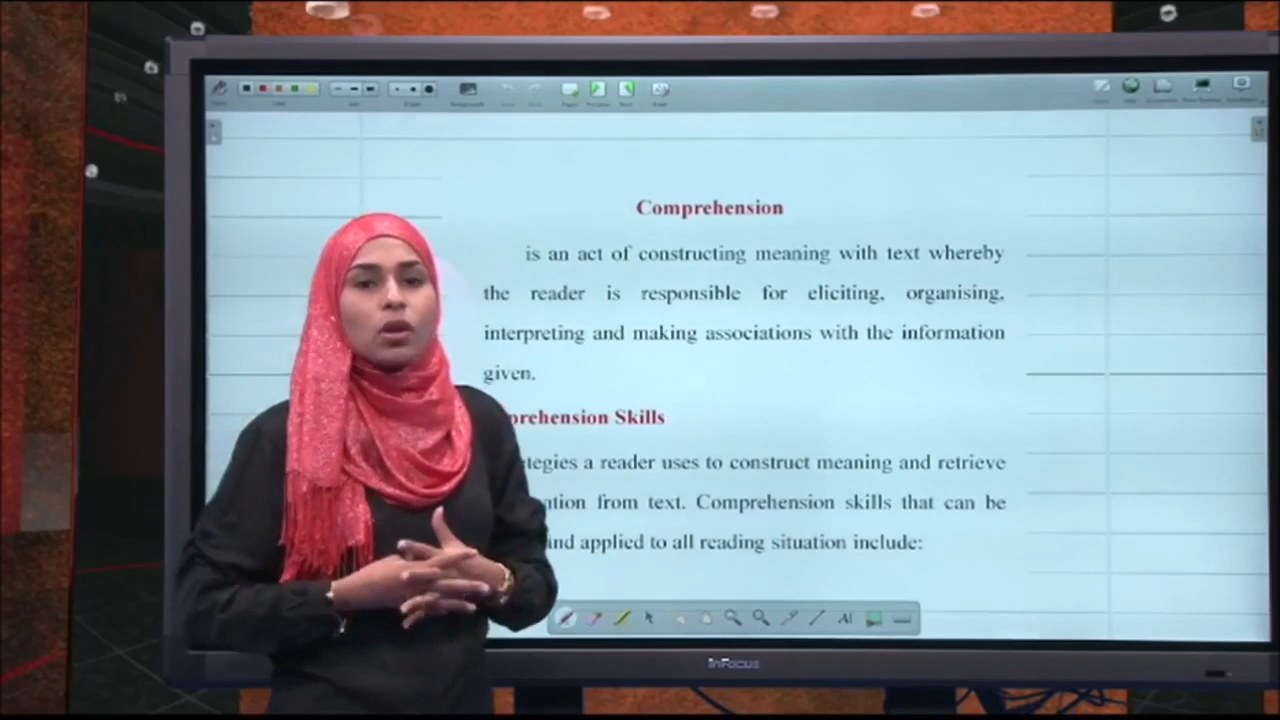 Comprehension
is an act of constructing meaning with text whereby
the reader is responsible for eliciting, organising,
interpreting and making associations with the information
given.
prehension Skills
tegies a reader uses to construct meaning and retrieve
ation from text. Comprehension skills that can be
and applied to all reading situation include:
InFocus